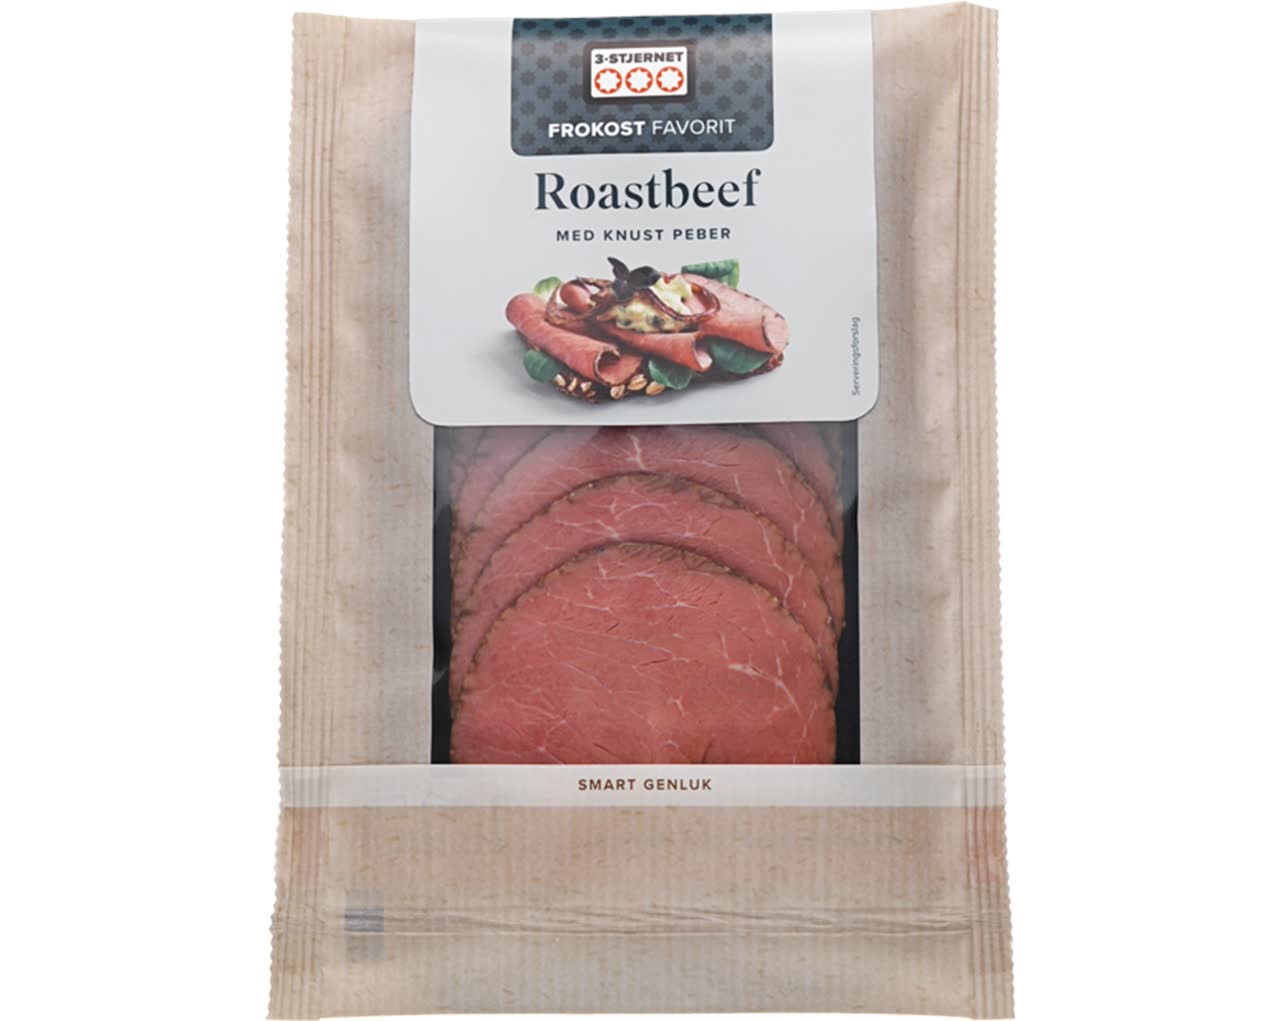 3-STJERNET
FROKOST FAVORIT
Roastbeef
MED KNUST PEBER
Serveringsforslag
SMART GENLUK